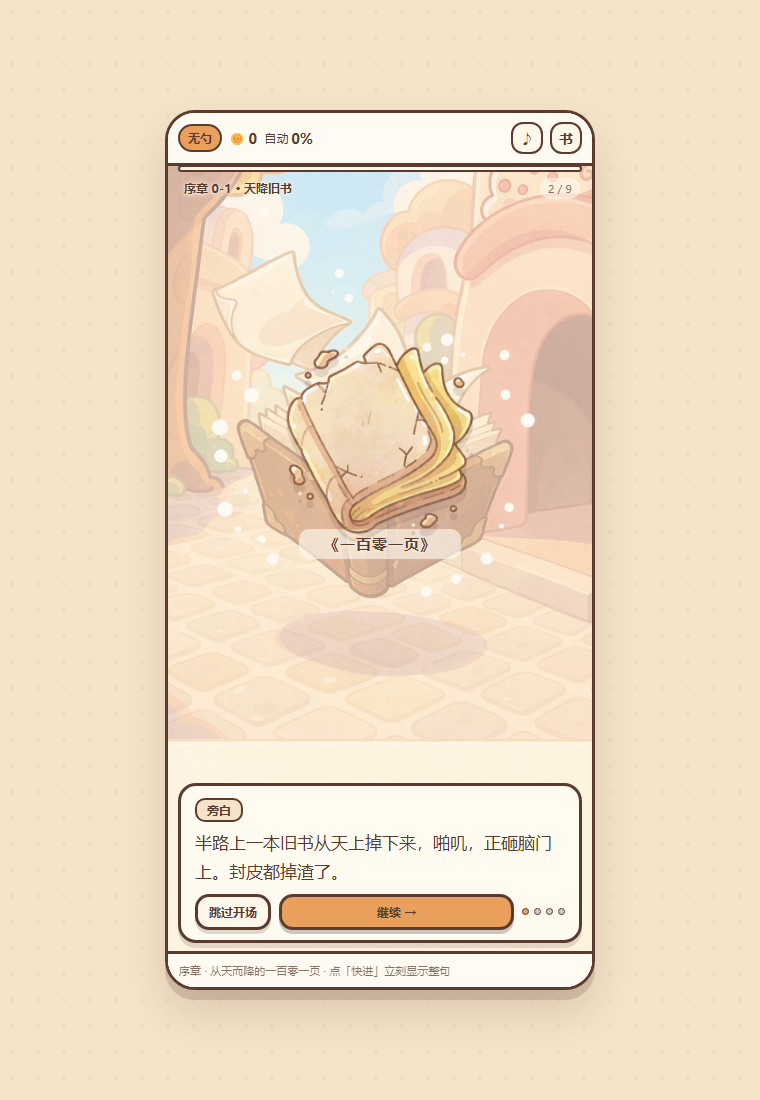 无勺 0 自动 0% ♪ 书
序章 0-1 • 天降旧书 2 / 9
《一百零一页》
旁白
半路上一本旧书从天上掉下来，啪叽，正砸脑门
上。封皮都掉渣了。
跳过开场 继续 →
序章 · 从天而降的一百零一页 · 点「快进」立刻显示整句